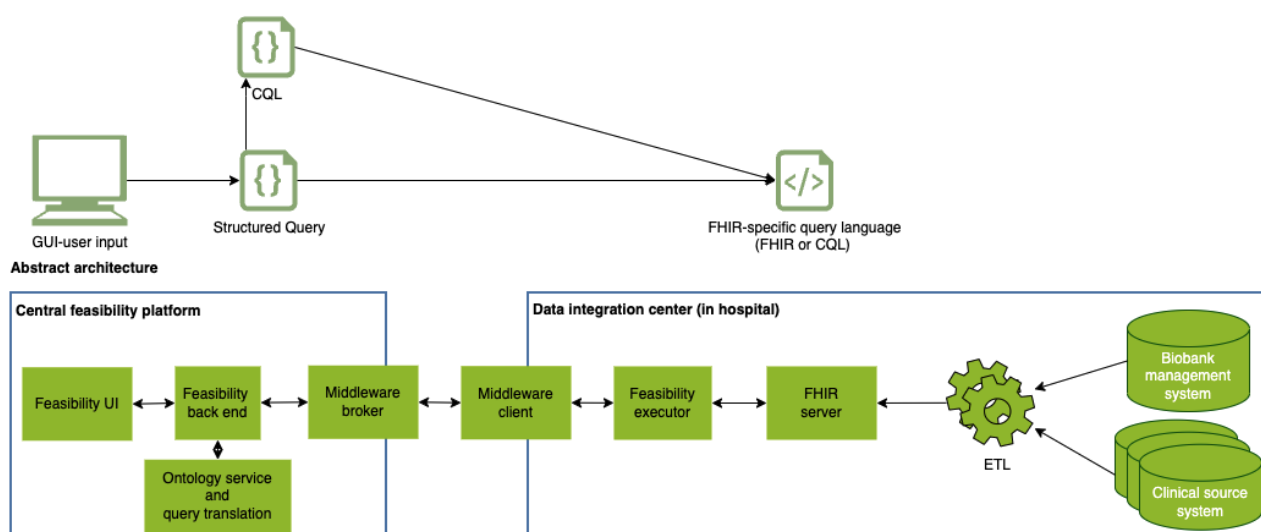 {}
CQL
{}
</>
GUI-user input
Structured Query
FHIR-specific query language
(FHIR or CQL)
Abstract architecture
Central feasibility platform
Data integration center (in hospital)
Feasibility UI
Feasibility
back end
Middleware
broker
Middleware
client
Feasibility
executor
FHIR
server
ETL
Biobank
management
system
Ontology service
and
query translation
Clinical source
system